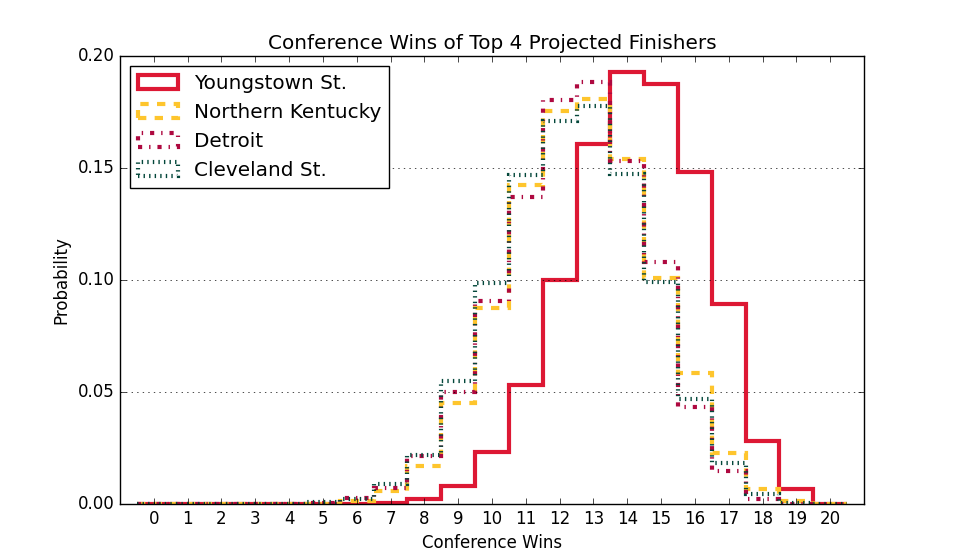 Conference Wins of Top 4 Projected Finishers
0.20
0.15
0.10
0.05
0.00
Probability
Youngstown St.
Northern Kentucky
Detroit
Cleveland St.
0 1 2 3 4 5 6 7 8 9 10 11 12 13 14 15 16 17 18 19 20
Conference Wins